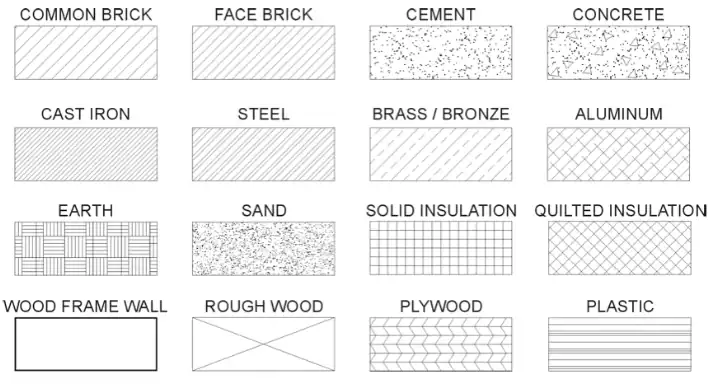 COMMON BRICK
FACE BRICK
CEMENT
CONCRETE
CAST IRON
STEEL
BRASS / BRONZE
ALUMINUM
EARTH
SAND
SOLID INSULATION
QUILTED INSULATION
WOOD FRAME WALL
ROUGH WOOD
PLYWOOD
PLASTIC